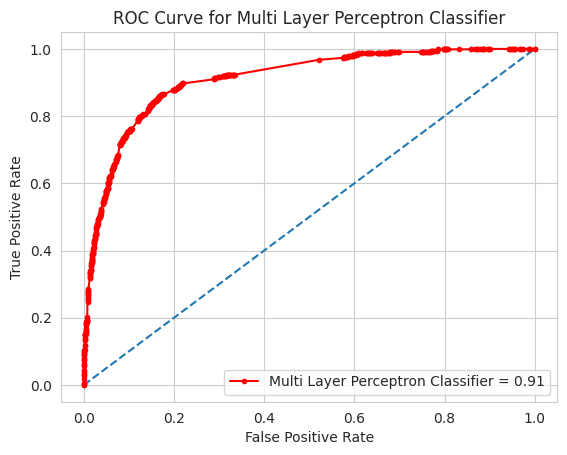 ROC Curve for Multi Layer Perceptron Classifier
True Positive Rate
1.0
0.8
0.6
0.4
0.2
0.0
Multi Layer Perceptron Classifier = 0.91
0.0 0.2 0.4 0.6 0.8 1.0
False Positive Rate